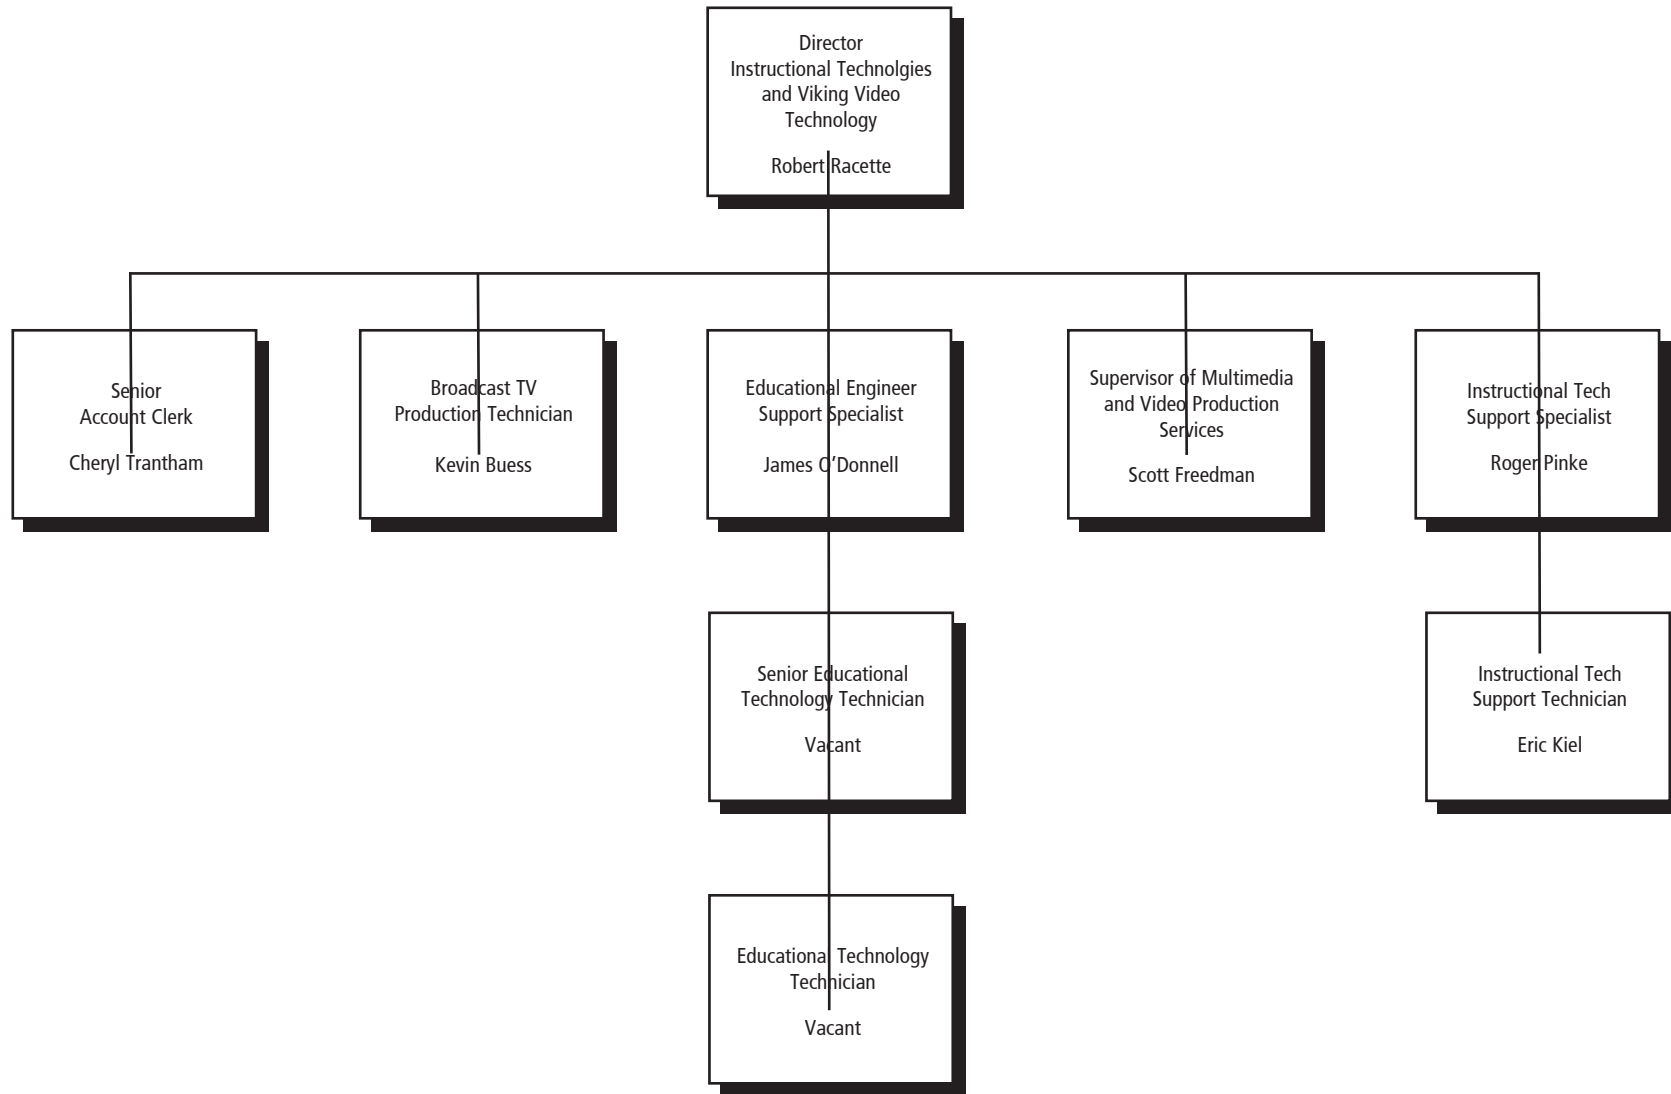 Director
Instructional Technolgies
and Viking Video
Technology
Robert Racette
Senior
Account Clerk
Cheryl Trantham
Broadcast TV
Production Technician
Kevin Buess
Educational Engineer
Support Specialist
James O’Donnell
Supervisor of Multimedia
and Video Production
Services
Scott Freedman
Instructional Tech
Support Specialist
Roger Pinke
Senior Educational
Technology Technician
Vacant
Instructional Tech
Support Technician
Eric Kiel
Educational Technology
Technician
Vacant